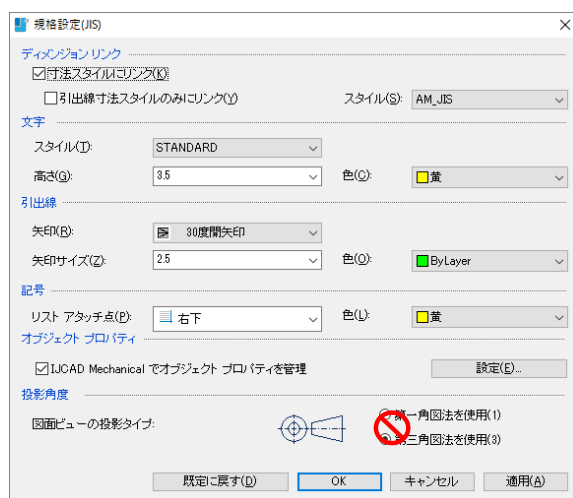 規格設定(JIS)
ディメンジョン リンク
寸法スタイルにリンク(K)
引出線寸法スタイルのみにリンク(Y) スタイル(S): AM_JIS
文字
スタイル(T): STANDARD
高さ(G): 3.5 色(C): 黄
引出線
矢印(R): 30度開矢印
矢印サイズ(Z): 2.5 色(O): ByLayer
記号
リスト アタッチ点(P): 右下 色(L): 黄
オブジェクト プロパティ
IJCAD Mechanical でオブジェクト プロパティを管理 設定(E)...
投影角度
第一角図法を使用(1)
図面ビューの投影タイプ:
第三角図法を使用(3)
既定に戻す(D) OK キャンセル 適用(A)